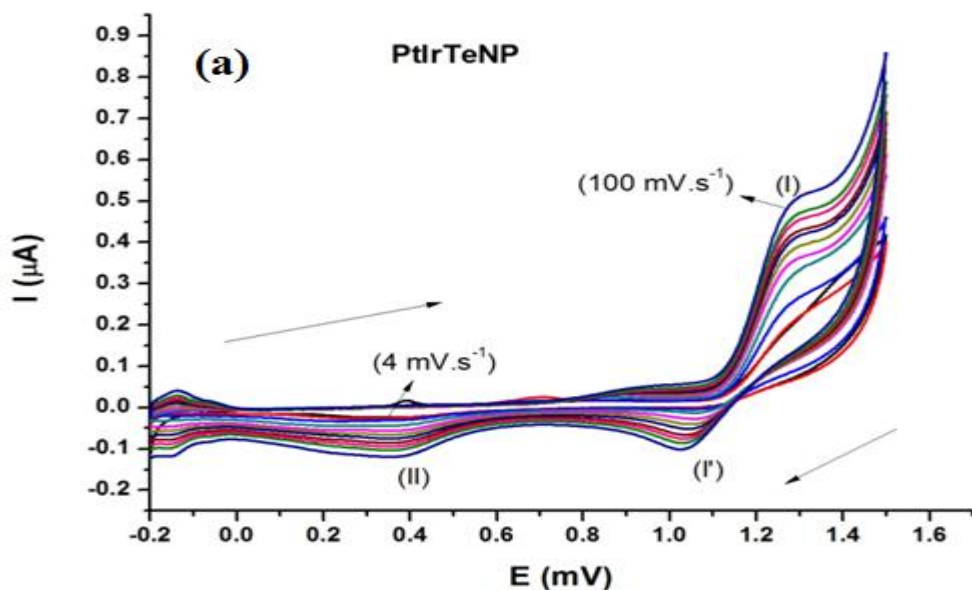 (a)
PtIrTeNP
(100 mV.s⁻¹)
(I)
(4 mV.s⁻¹)
(II)
(I')
I (µA)
0.9
0.8
0.7
0.6
0.5
0.4
0.3
0.2
0.1
0.0
-0.1
-0.2
-0.2 0.0 0.2 0.4 0.6 0.8 1.0 1.2 1.4 1.6
E (mV)